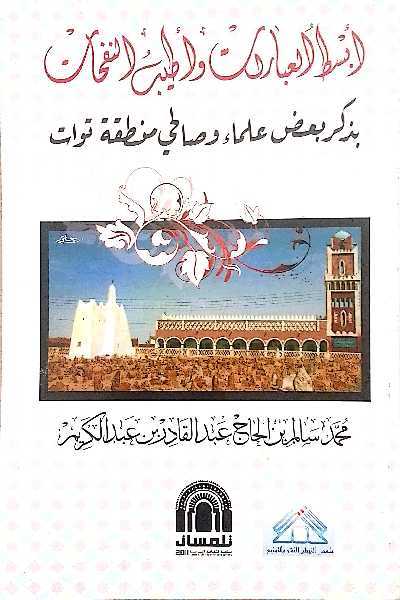 أبسط العبارات وأطيب النفحات
بذكر بعض علماء وصالحي منطقة توات
محمد سالم بن الحاج عبد القادر بن عبد الكريم
تلمسان
2011